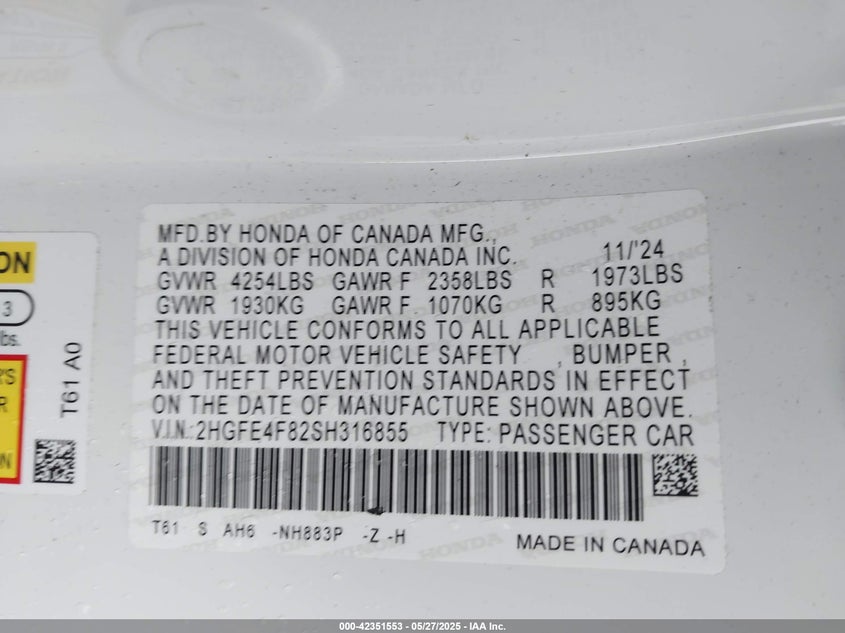 MFD.BY HONDA OF CANADA MFG.,
A DIVISION OF HONDA CANADA INC. 11/'24
GVWR 4254LBS GAWR F 2358LBS R 1973LBS
GVWR 1930KG GAWR F 1070KG R 895KG
THIS VEHICLE CONFORMS TO ALL APPLICABLE
FEDERAL MOTOR VEHICLE SAFETY , BUMPER ,
AND THEFT PREVENTION STANDARDS IN EFFECT
ON THE DATE OF MANUFACTURE SHOWN ABOVE.
V.I.N.: 2HGFE4F82SH316855 TYPE: PASSENGER CAR
T61 S AH6 -NH883P -Z -H
MADE IN CANADA
ON
3
lbs.
'S
R
ON
T61 A0
000-42351553 — 05/27/2025 — IAA Inc.